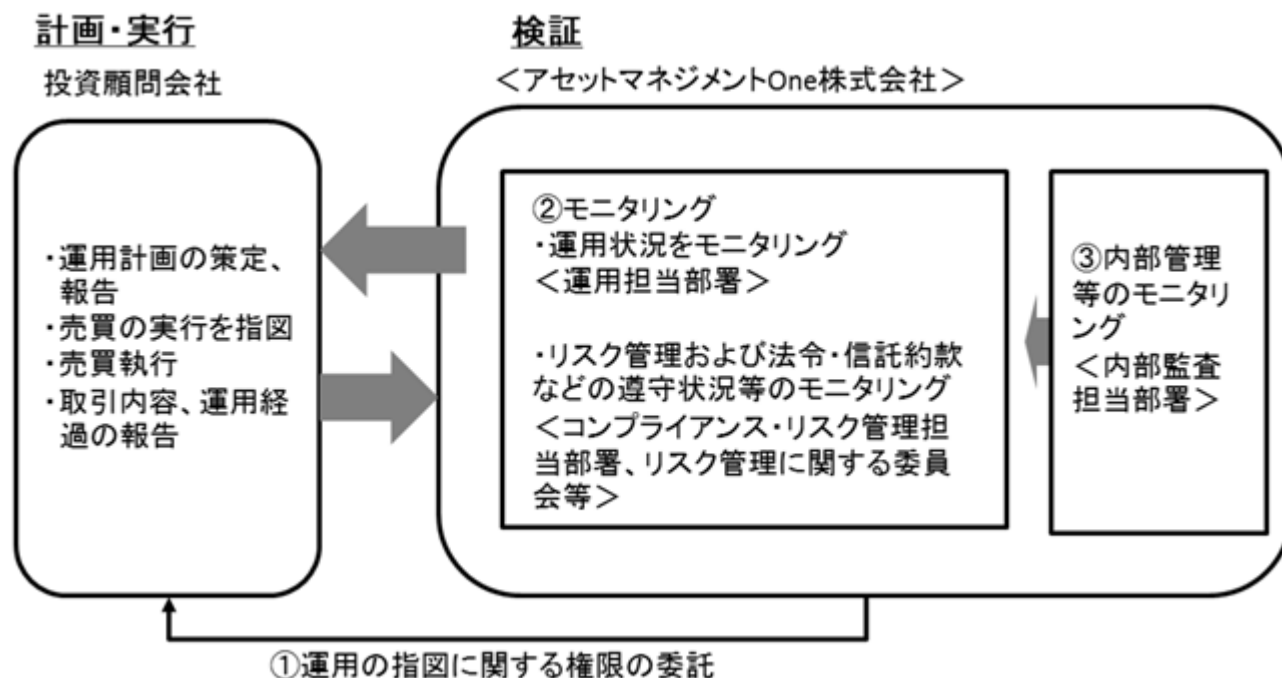 計画・実行
投資顧問会社
・運用計画の策定、
報告
・売買の実行を指図
・売買執行
・取引内容、運用経
過の報告
検証
＜アセットマネジメントOne株式会社＞
②モニタリング
・運用状況をモニタリング
＜運用担当部署＞
・リスク管理および法令・信託約款
などの遵守状況等のモニタリング
＜コンプライアンス・リスク管理担
当部署、リスク管理に関する委員
会等＞
③内部管理
等のモニタリ
ング
＜内部監査
担当部署＞
①運用の指図に関する権限の委託